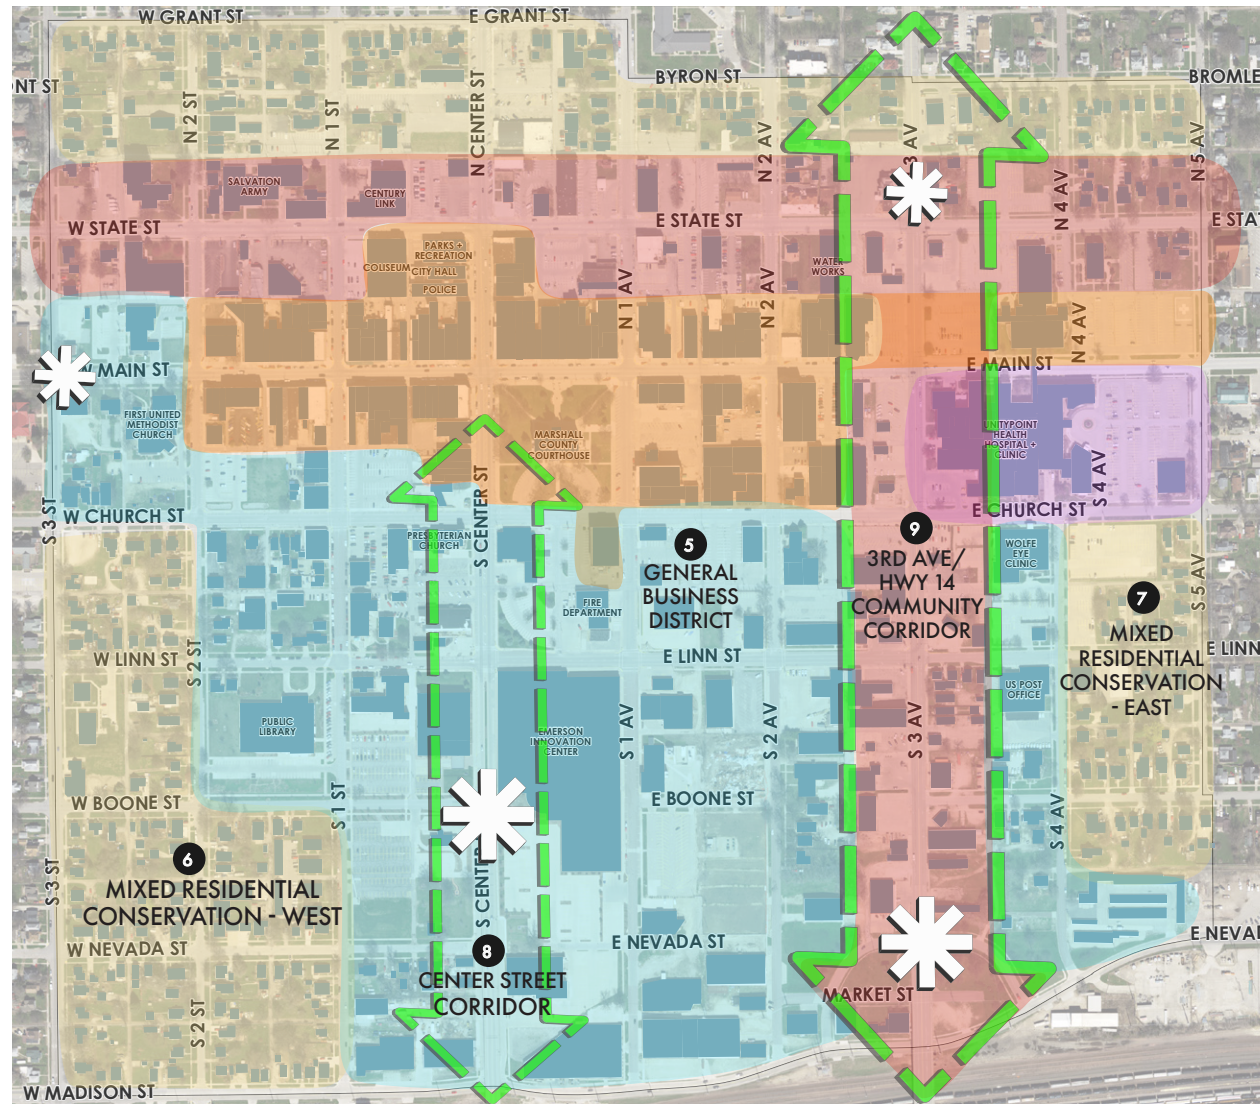 W GRANT ST
E GRANT ST
BYRON ST
NT ST
BROMLE
N 2 ST
N 1 ST
N CENTER ST
N 2 AV
3 AV
N 5 AV
SALVATION
ARMY
CENTURY
LINK
N 4 AV
W STATE ST
E STATE ST
E STAT
PARKS +
RECREATION
COLISEUM
CITY HALL
POLICE
WATER
WORKS
N 1 AV
N 2 AV
N 4 AV
MAIN ST
E MAIN ST
FIRST UNITED
METHODIST
CHURCH
MARSHALL
COUNTY
COURTHOUSE
UNITYPOINT
HEALTH
HOSPITAL +
CLINIC
S 4 AV
S 3 ST
W CHURCH ST
S CENTER ST
E CHURCH ST
PRESBYTERIAN
CHURCH
5
GENERAL
BUSINESS
DISTRICT
9
3RD AVE/
HWY 14
COMMUNITY
CORRIDOR
WOLFE
EYE
CLINIC
S 5 AV
7
MIXED
RESIDENTIAL
CONSERVATION
- EAST
FIRE
DEPARTMENT
W LINN ST
S 2 ST
E LINN ST
E LINN
US POST
OFFICE
PUBLIC
LIBRARY
EMERSON
INNOVATION
CENTER
S 1 AV
S 2 AV
S 3 AV
W BOONE ST
S 1 ST
E BOONE ST
S 4 AV
6
MIXED RESIDENTIAL
CONSERVATION - WEST
S 3 ST
S CENTER
W NEVADA ST
E NEVADA ST
E NEVA
8
CENTER STREET
CORRIDOR
S 2 ST
MARKET ST
W MADISON ST